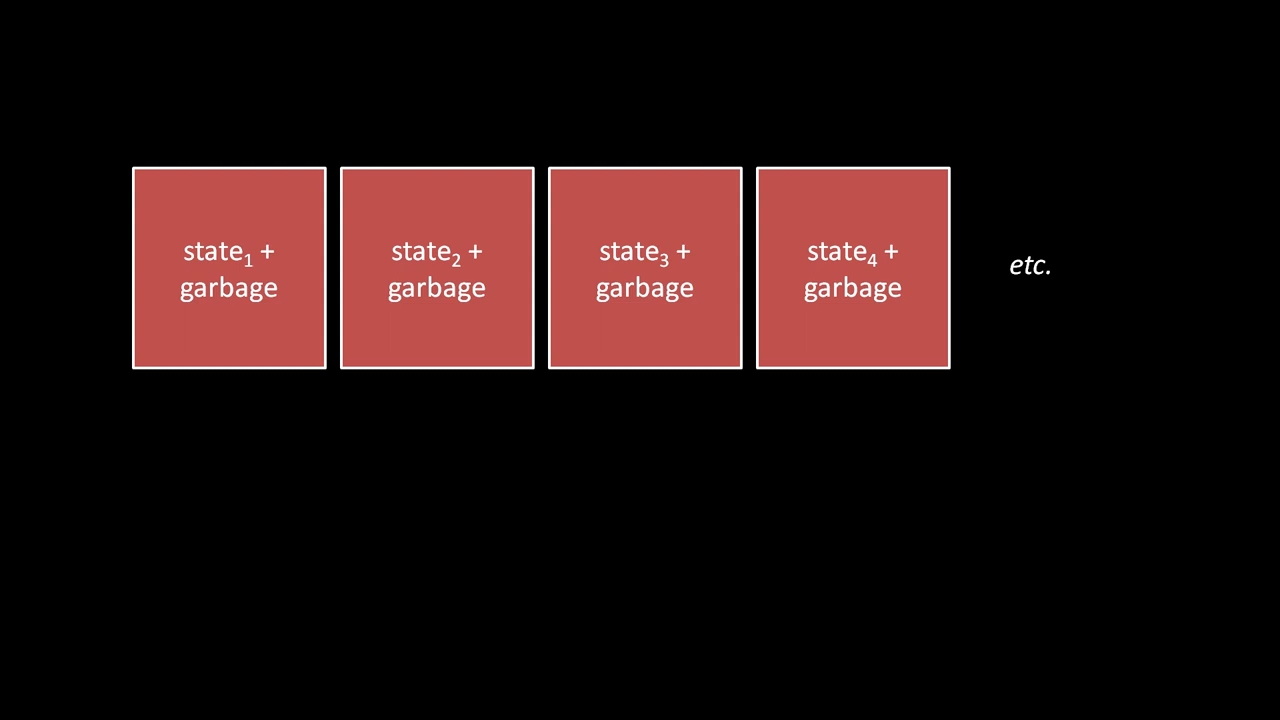 state₁ +
garbage
state₂ +
garbage
state₃ +
garbage
state₄ +
garbage
etc.